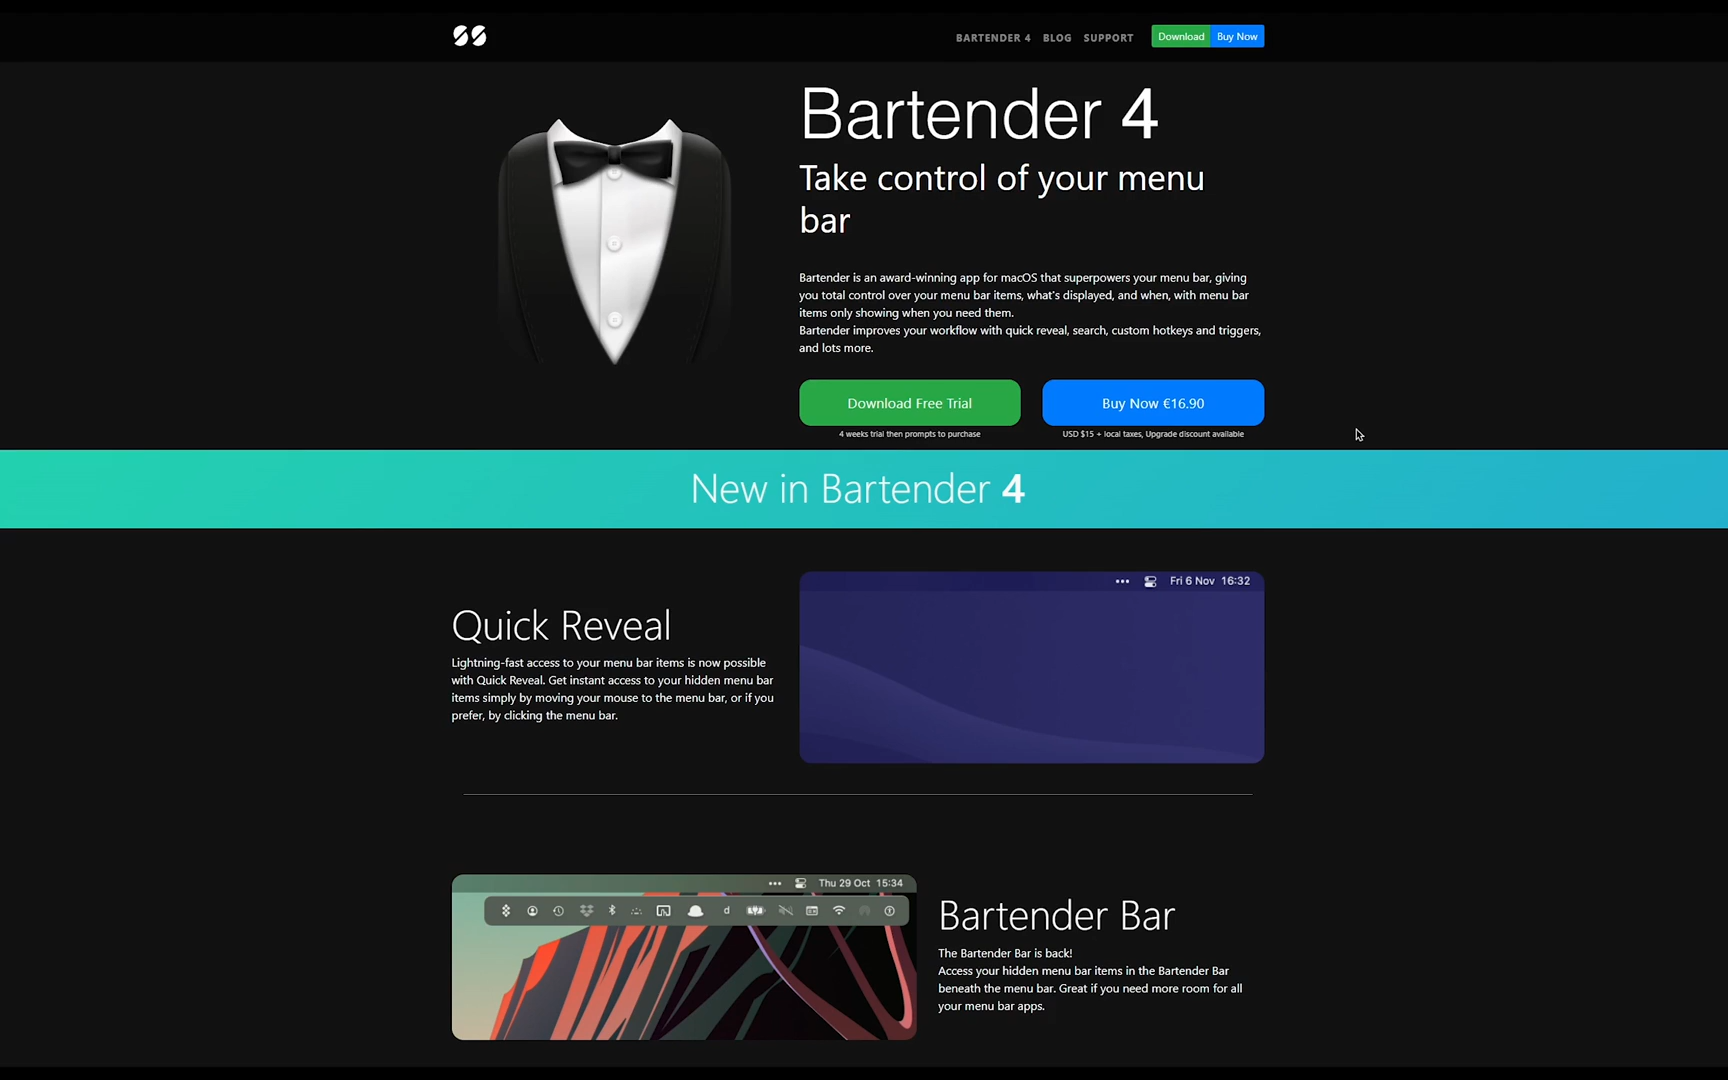 BARTENDER 4 BLOG SUPPORT Download Buy Now
Bartender 4
Take control of your menu
bar
Bartender is an award-winning app for macOS that superpowers your menu bar, giving
you total control over your menu bar items, what's displayed, and when, with menu bar
items only showing when you need them.
Bartender improves your workflow with quick reveal, search, custom hotkeys and triggers,
and lots more.
Download Free Trial
4 weeks trial then prompts to purchase
Buy Now €16.90
USD $15 + local taxes, Upgrade discount available
New in Bartender 4
Quick Reveal
Lightning-fast access to your menu bar items is now possible
with Quick Reveal. Get instant access to your hidden menu bar
items simply by moving your mouse to the menu bar, or if you
prefer, by clicking the menu bar.
Fri 6 Nov 16:32
Thu 29 Oct 15:34
d
Bartender Bar
The Bartender Bar is back!
Access your hidden menu bar items in the Bartender Bar
beneath the menu bar. Great if you need more room for all
your menu bar apps.